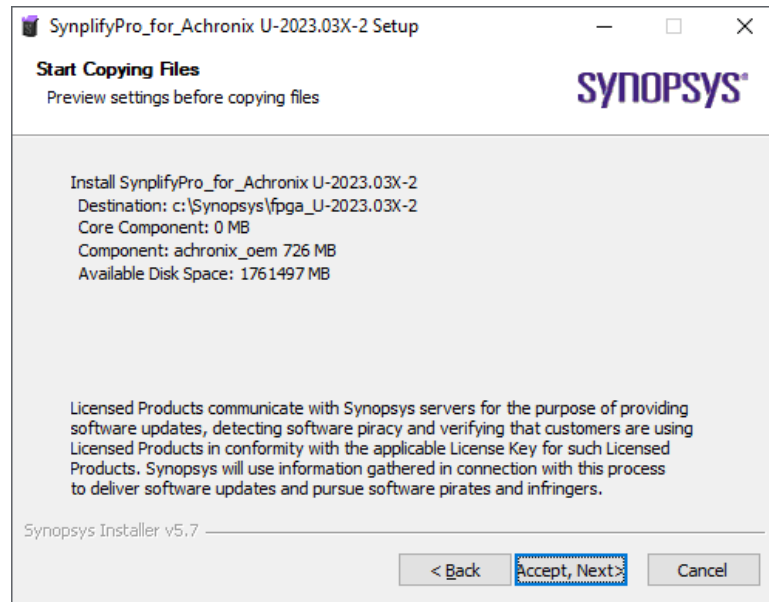 SynplifyPro_for_Achronix U-2023.03X-2 Setup
Start Copying Files
Preview settings before copying files
SYNOPSYS®
Install SynplifyPro_for_Achronix U-2023.03X-2
Destination: c:\Synopsys\fpga_U-2023.03X-2
Core Component: 0 MB
Component: achronix_oem 726 MB
Available Disk Space: 1761497 MB
Licensed Products communicate with Synopsys servers for the purpose of providing
software updates, detecting software piracy and verifying that customers are using
Licensed Products in conformity with the applicable License Key for such Licensed
Products. Synopsys will use information gathered in connection with this process
to deliver software updates and pursue software pirates and infringers.
Synopsys Installer v5.7
< Back Accept, Next> Cancel